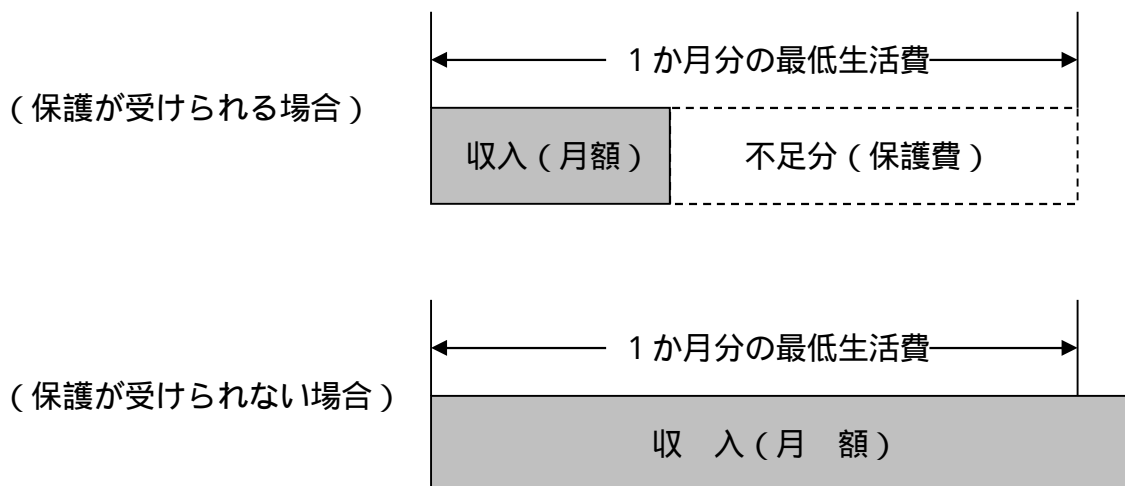 1か月分の最低生活費
(保護が受けられる場合)
収入(月額)
不足分(保護費)
1か月分の最低生活費
(保護が受けられない場合)
収 入(月 額)